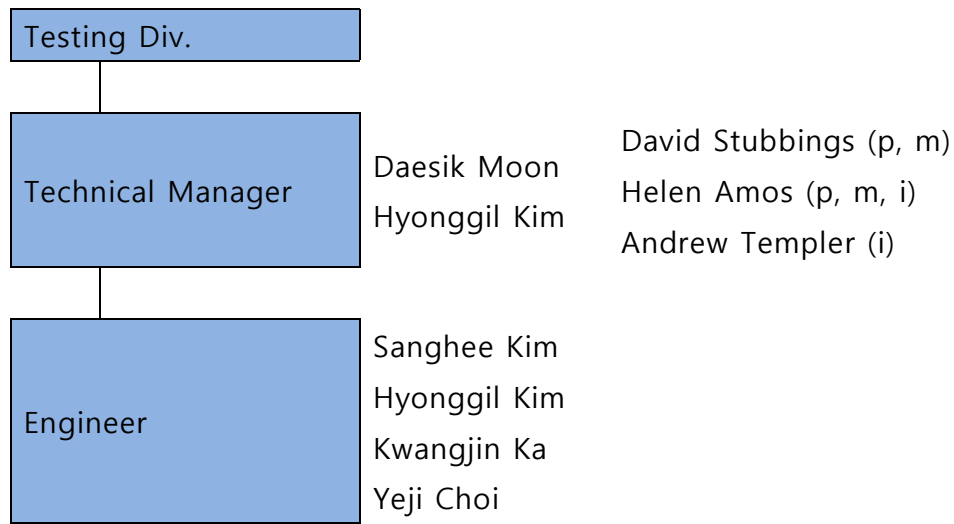 Testing Div.
Technical Manager
Daesik Moon
Hyonggil Kim
David Stubbings (p, m)
Helen Amos (p, m, i)
Andrew Templer (i)
Engineer
Sanghee Kim
Hyonggil Kim
Kwangjin Ka
Yeji Choi